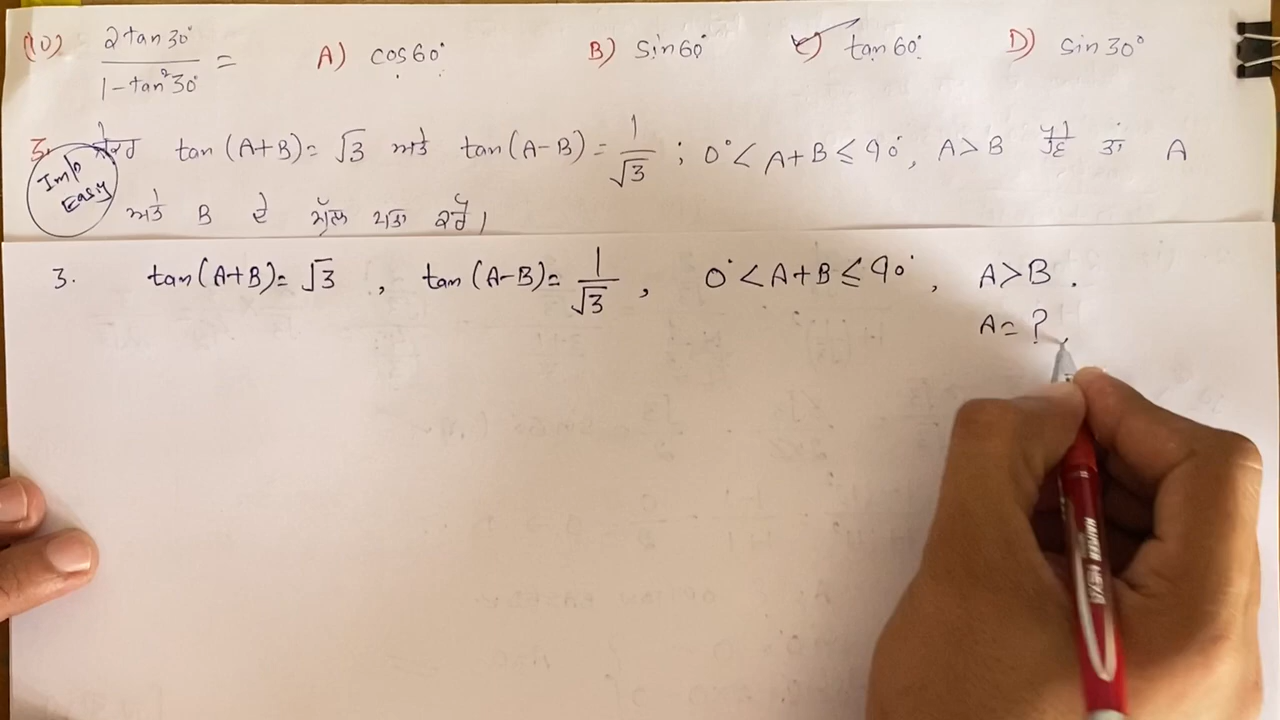 (10) 2tan30°/1-tan²30° = A) cos60° B) sin60° C) tan60° D) sin30°
3. ਜੇਕਰ tan(A+B)=√3 ਅਤੇ tan(A-B)=1/√3 ; 0°<A+B≤90°, A>B ਤਾਂ A
Imp Easy
ਅਤੇ B ਦੇ ਮੁੱਲ ਪਤਾ ਕਰੋ।
3. tan(A+B)=√3 , tan(A-B)=1/√3 , 0°<A+B≤90° , A>B .
A=?,